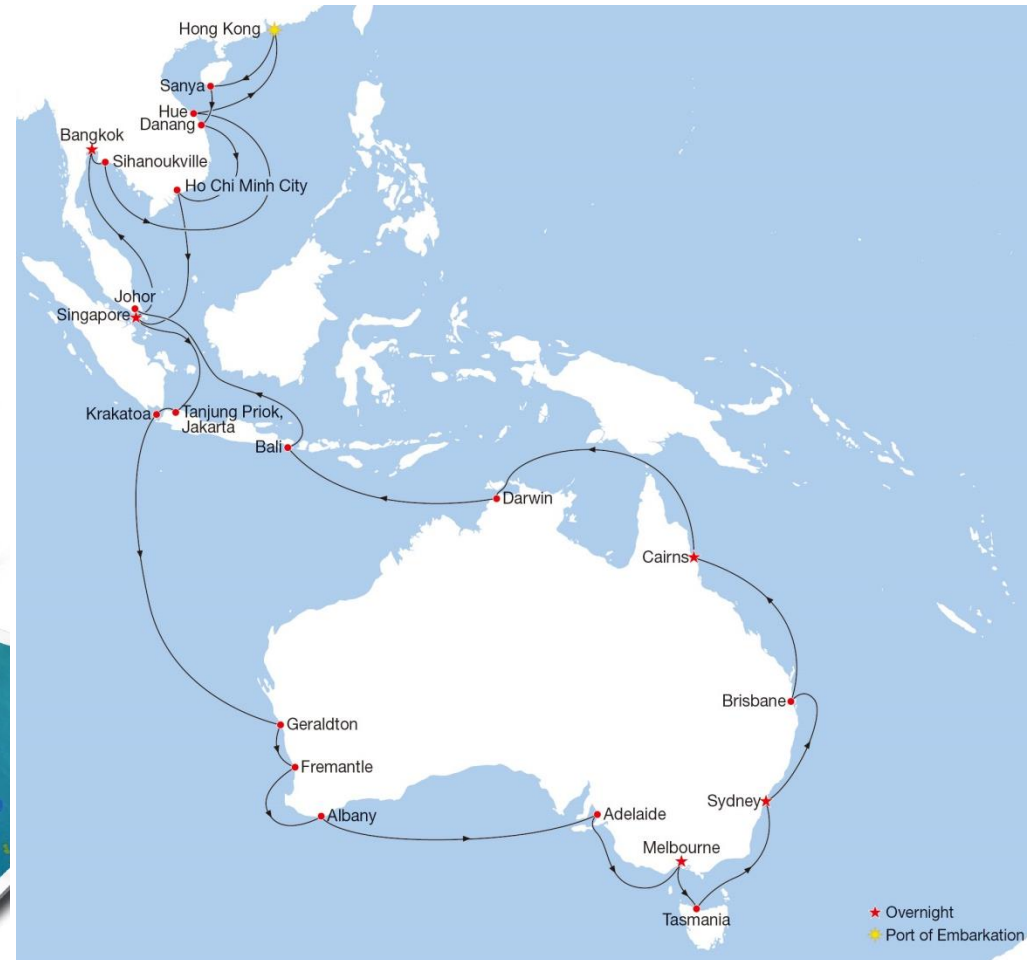 Hong Kong
Sanya
Hue
Danang
Bangkok
Sihanoukville
Ho Chi Minh City
Johor
Singapore
Krakatoa
Tanjung Priok,
Jakarta
Bali
Darwin
Cairns
Brisbane
Geraldton
Fremantle
Albany
Adelaide
Sydney
Melbourne
Tasmania
Overnight
Port of Embarkation